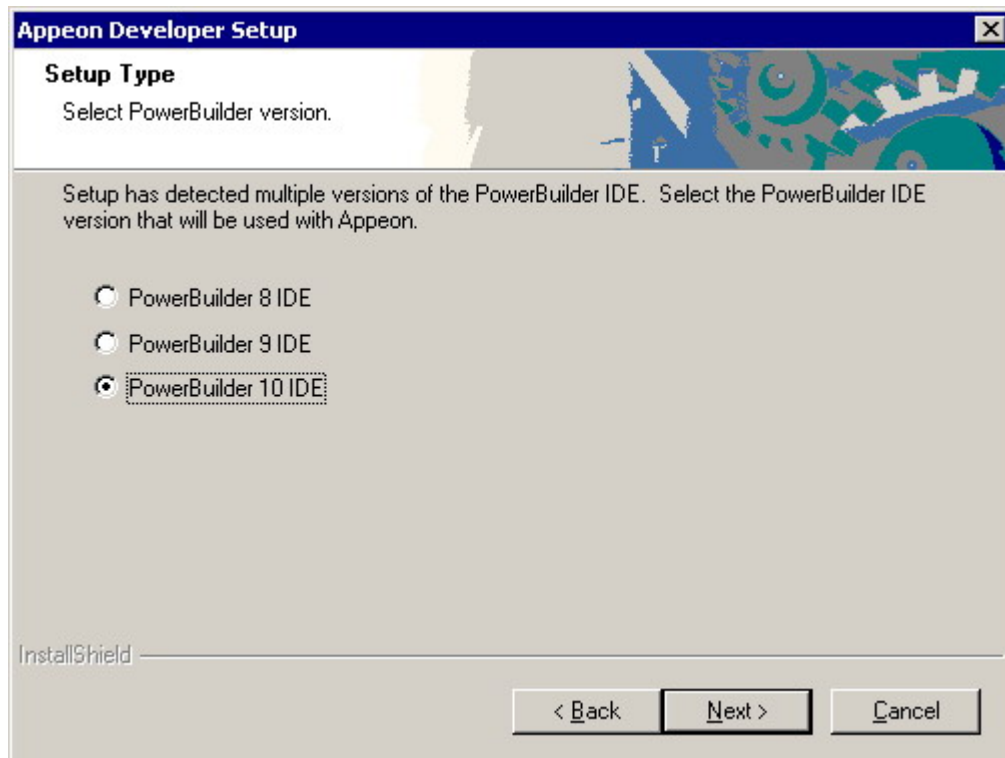 Appeon Developer Setup
Setup Type
Select PowerBuilder version.
Setup has detected multiple versions of the PowerBuilder IDE.  Select the PowerBuilder IDE
version that will be used with Appeon.
PowerBuilder 8 IDE
PowerBuilder 9 IDE
PowerBuilder 10 IDE
InstallShield
< Back
Next >
Cancel